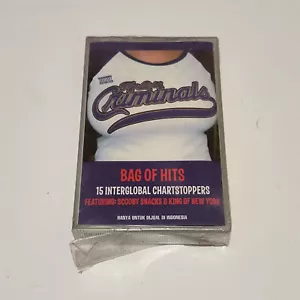 Criminals
BAG OF HITS
15 INTERGLOBAL CHARTSTOPPERS
FEATURING: SCOOBY SNACKS & KING OF NEW YORK
HANYA UNTUK DIJUAL DI INDONESIA